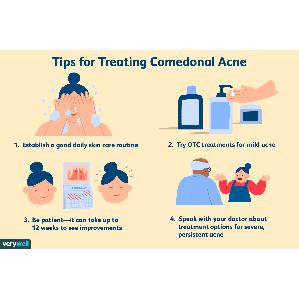 Tips for Treating Comedonal Acne
1. Establish a good daily skin care routine
2. Try OTC treatments for mild acne
3. Be patient—it can take up to
12 weeks to see improvements
4. Speak with your doctor about
treatment options for severe,
persistent acne
verywell